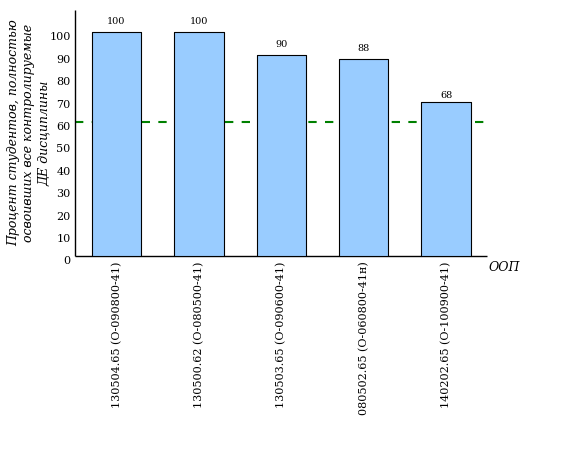 Процент студентов, полностью
освоивших все контролируемые
ДЕ дисциплины
100
90
80
70
60
50
40
30
20
10
0
100
100
90
88
68
ООП
130504.65 (О-090800-41)
130500.62 (О-080500-41)
130503.65 (О-090600-41)
080502.65 (О-060800-41н)
140202.65 (О-100900-41)